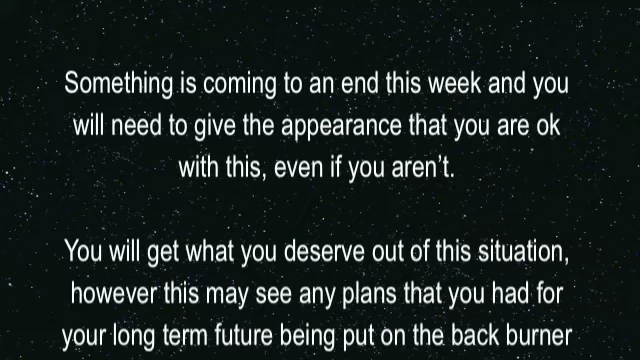 Something is coming to an end this week and you
will need to give the appearance that you are ok
with this, even if you aren't.
You will get what you deserve out of this situation,
however this may see any plans that you had for
your long term future being put on the back burner